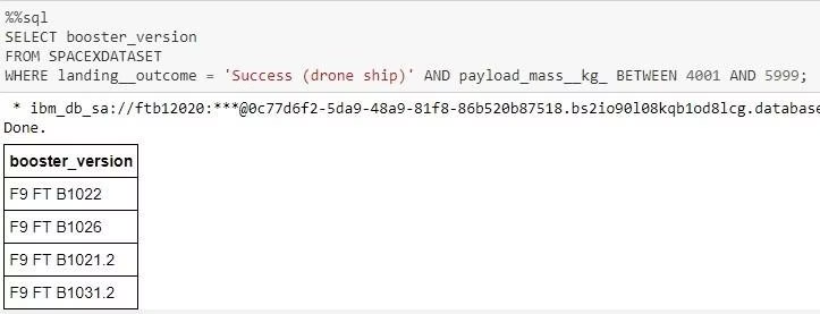 %%sql
SELECT booster_version
FROM SPACEXDATASET
WHERE landing__outcome = 'Success (drone ship)' AND payload_mass__kg_ BETWEEN 4001 AND 5999;
* ibm_db_sa://ftb12020:***@0c77d6f2-5da9-48a9-81f8-86b520b87518.bs2io90l08kqb1od8lcg.database
Done.
booster_version
F9 FT B1022
F9 FT B1026
F9 FT B1021.2
F9 FT B1031.2